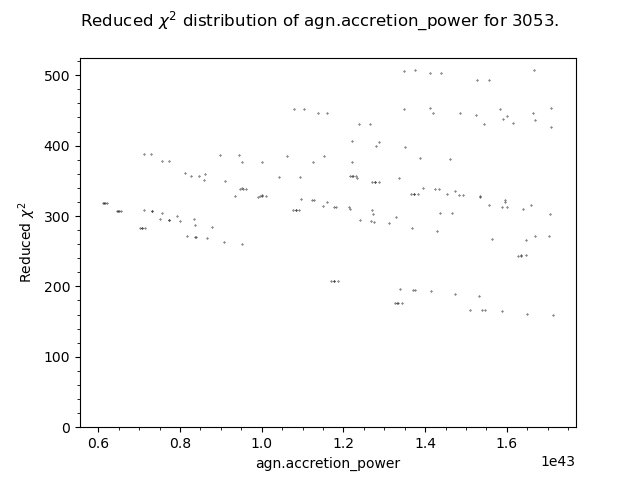 Reduced χ² distribution of agn.accretion_power for 3053.
500
400
300
200
100
0
Reduced χ²
0.6 0.8 1.0 1.2 1.4 1.6
1e43
agn.accretion_power